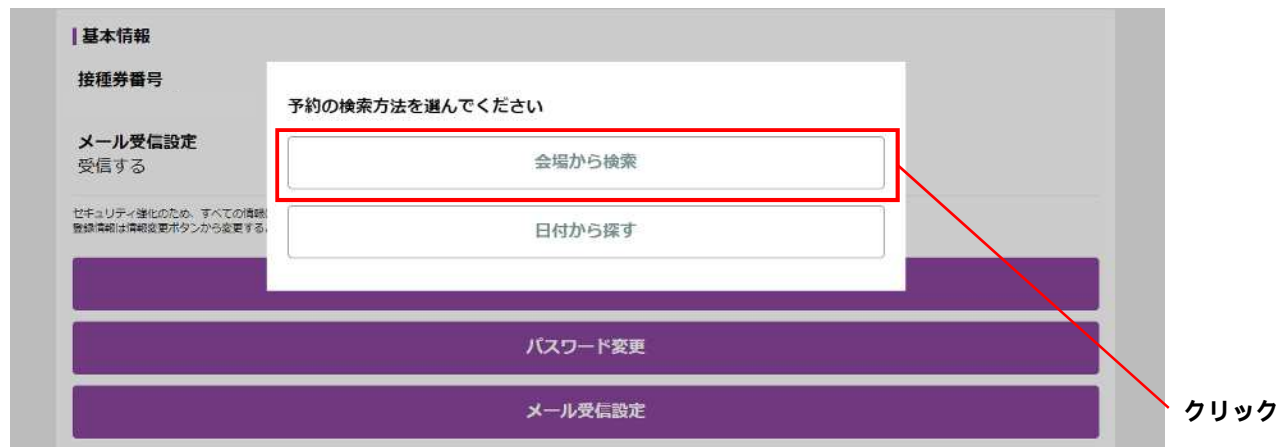 基本情報
接種券番号
メール受信設定
受信する
セキュリティ強化のため、すべての情報
登録情報は情報変更ボタンから変更する
予約の検索方法を選んでください
会場から検索
日付から探す
パスワード変更
メール受信設定
クリック